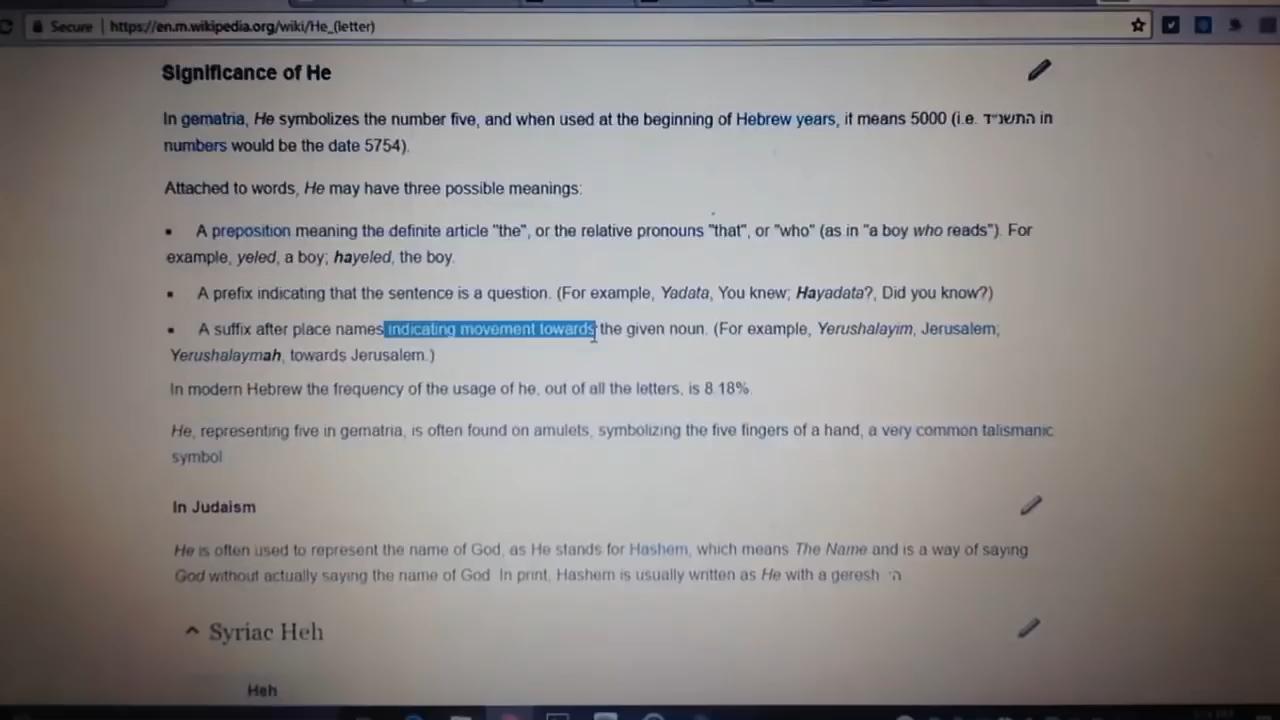 Secure | https://en.m.wikipedia.org/wiki/He_(letter)
Significance of He
In gematria, He symbolizes the number five, and when used at the beginning of Hebrew years, it means 5000 (i.e. התשנ״ד in
numbers would be the date 5754).
Attached to words, He may have three possible meanings:
▪ A preposition meaning the definite article "the", or the relative pronouns "that", or "who" (as in "a boy who reads"). For
example, yeled, a boy; hayeled, the boy.
▪ A prefix indicating that the sentence is a question. (For example, Yadata, You knew; Hayadata?, Did you know?)
▪ A suffix after place names indicating movement towards the given noun. (For example, Yerushalayim, Jerusalem;
Yerushalaymah, towards Jerusalem.)
In modern Hebrew the frequency of the usage of he, out of all the letters, is 8.18%.
He, representing five in gematria, is often found on amulets, symbolizing the five fingers of a hand, a very common talismanic
symbol
In Judaism
He is often used to represent the name of God, as He stands for Hashem, which means The Name and is a way of saying
God without actually saying the name of God. In print, Hashem is usually written as He with a geresh ה׳
Syriac Heh
Heh